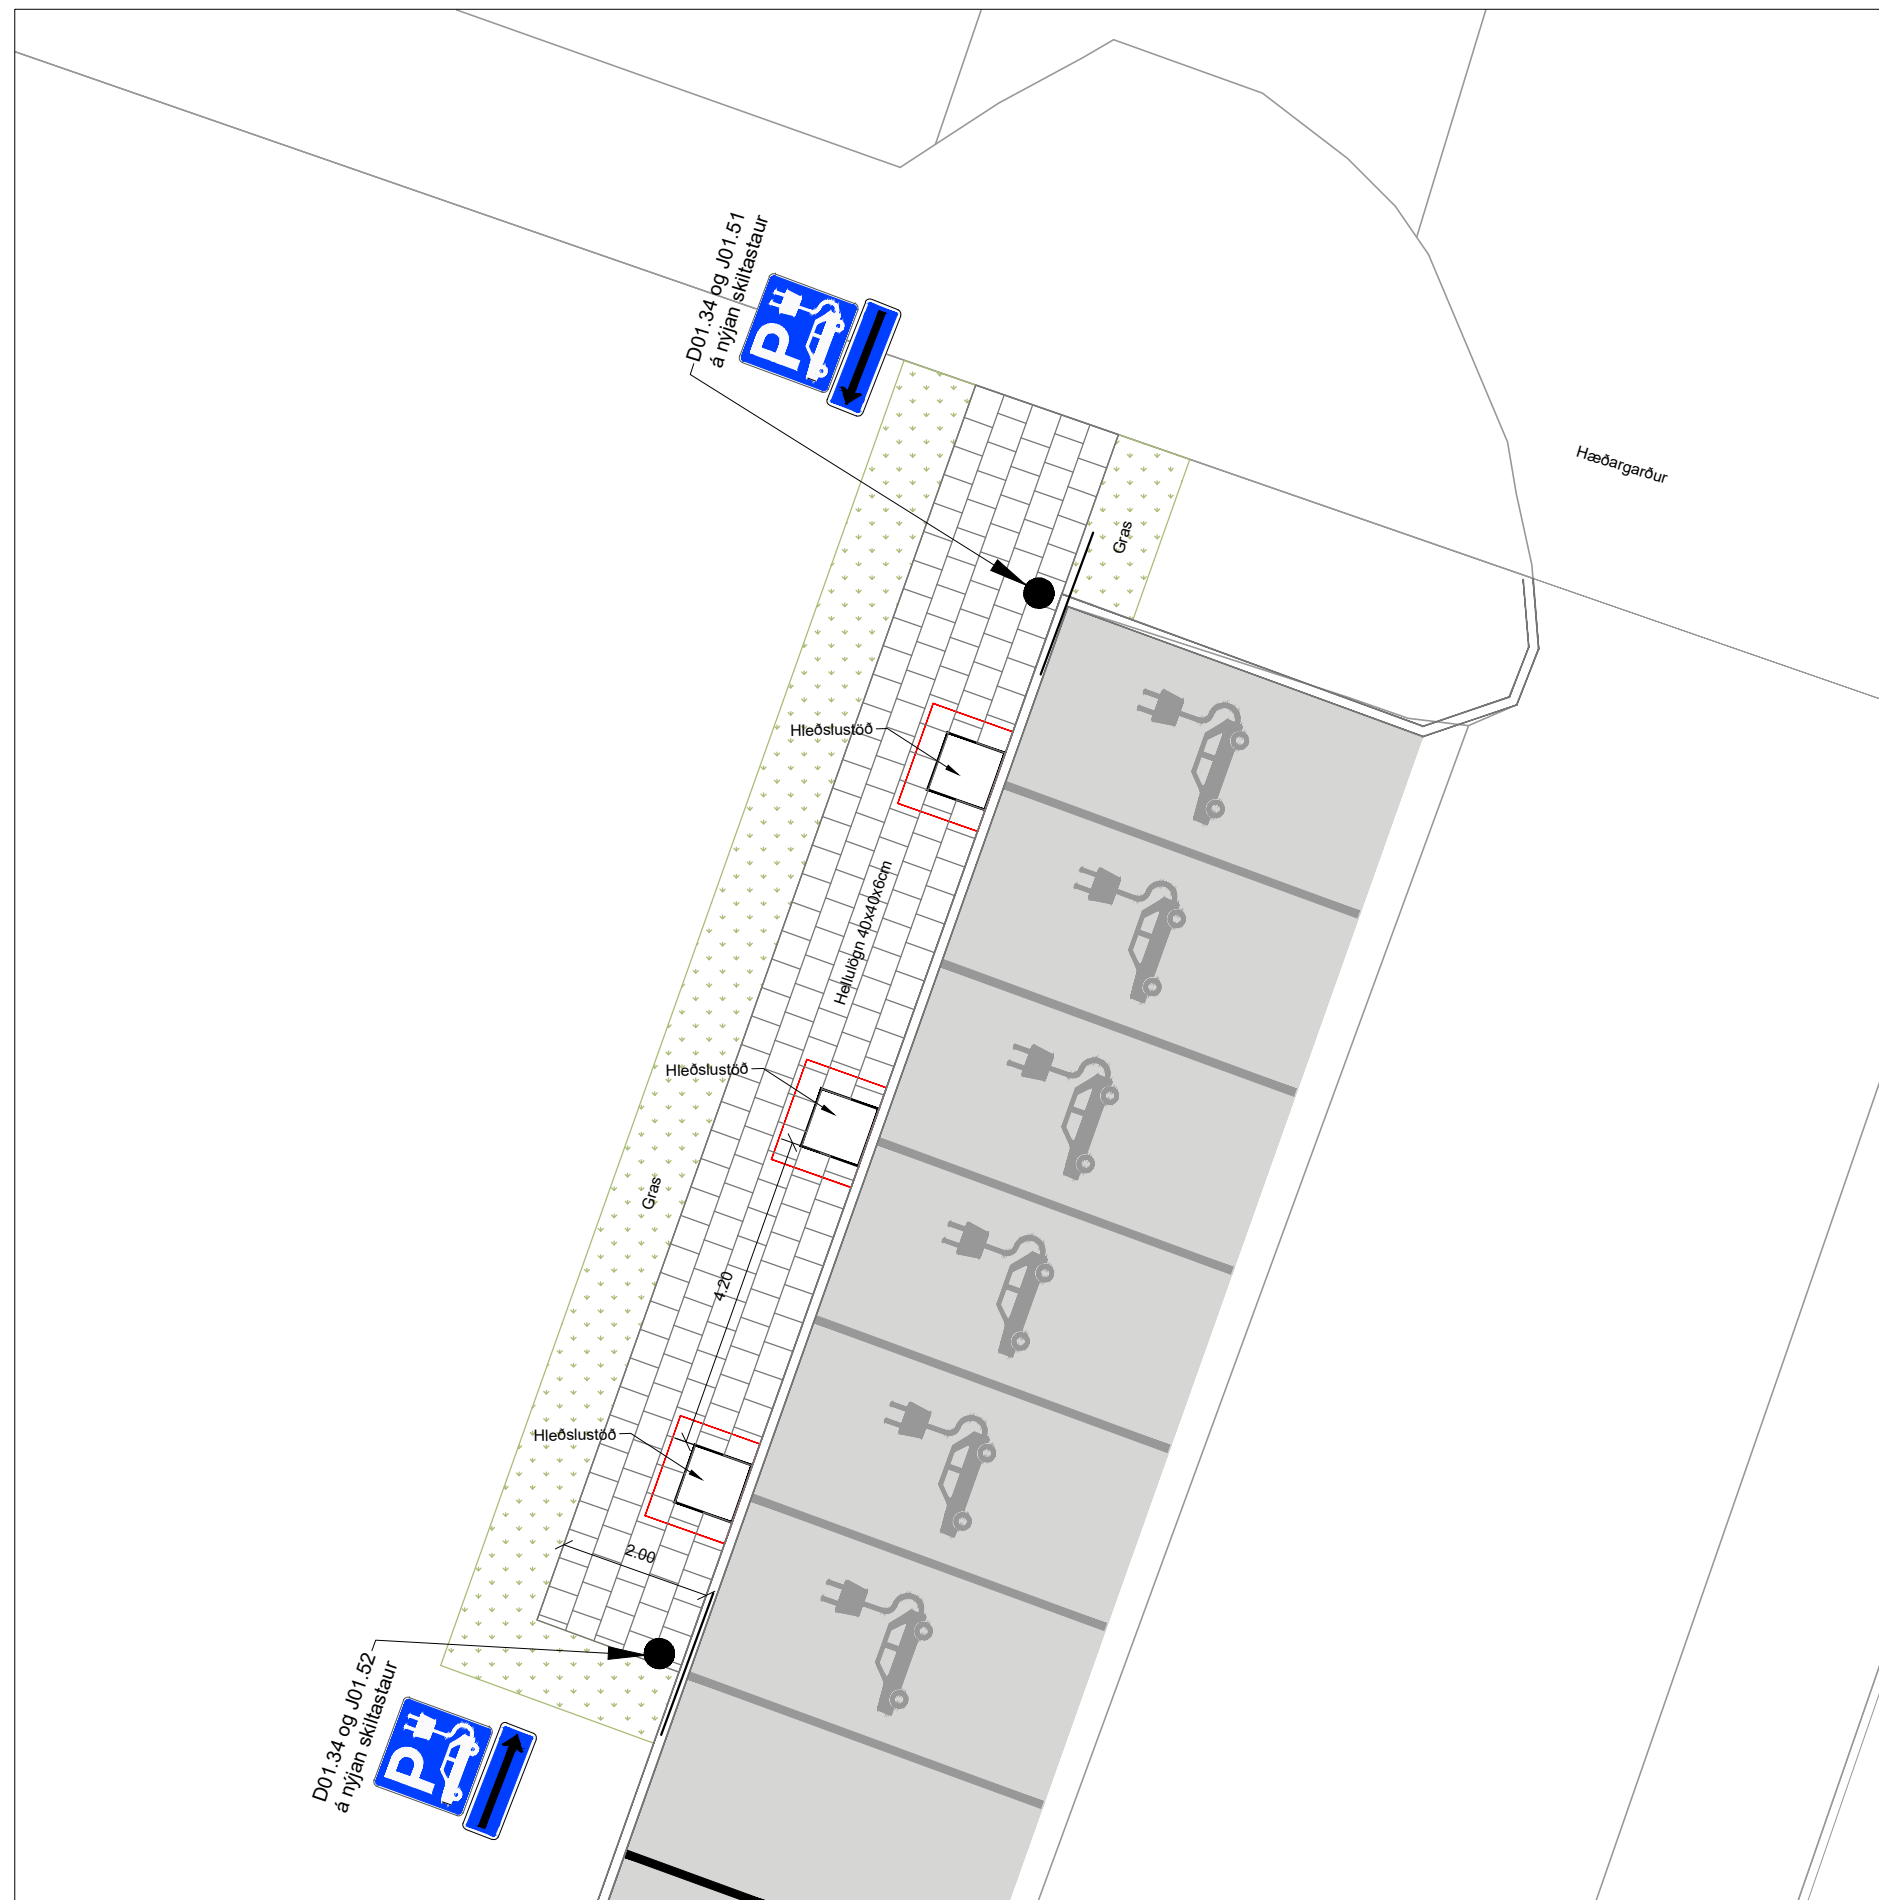 D01.34 og J01.51
á nýjan skiltastaur
P
Hæðargarður
Gras
Hleðslustöð
Hellulögn 40x40x6cm
Hleðslustöð
Gras
4.20
Hleðslustöð
2.00
D01.34 og J01.52
á nýjan skiltastaur
P